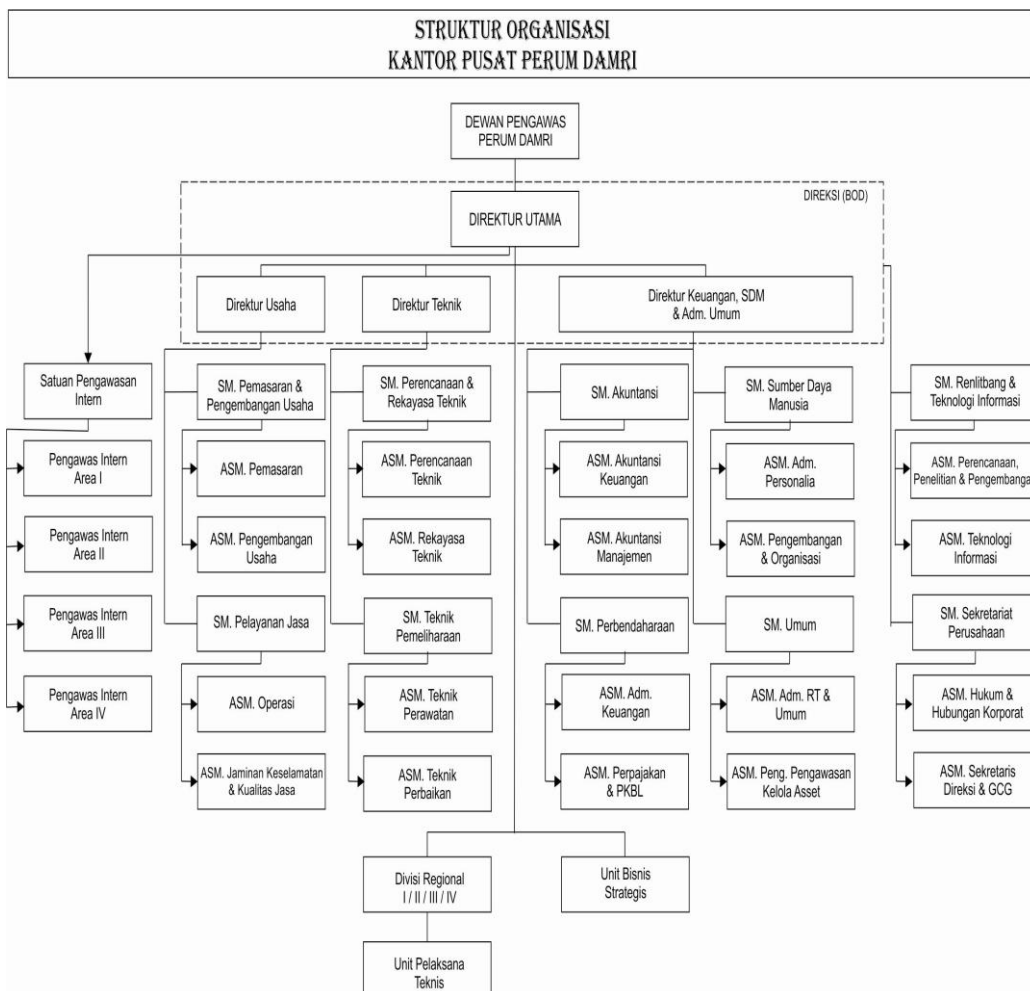 STRUKTUR ORGANISASI
KANTOR PUSAT PERUM DAMRI
DEWAN PENGAWAS
PERUM DAMRI
DIREKSI (BOD)
DIREKTUR UTAMA
Direktur Usaha
Direktur Teknik
Direktur Keuangan, SDM
& Adm. Umum
Satuan Pengawasan
Intern
Pengawas Intern
Area I
Pengawas Intern
Area II
Pengawas Intern
Area III
Pengawas Intern
Area IV
SM. Pemasaran &
Pengembangan Usaha
ASM. Pemasaran
ASM. Pengembangan
Usaha
SM. Pelayanan Jasa
ASM. Operasi
ASM. Jaminan Keselamatan
& Kualitas Jasa
SM. Perencanaan &
Rekayasa Teknik
ASM. Perencanaan
Teknik
ASM. Rekayasa
Teknik
SM. Teknik
Pemeliharaan
ASM. Teknik
Perawatan
ASM. Teknik
Perbaikan
SM. Akuntansi
ASM. Akuntansi
Keuangan
ASM. Akuntansi
Manajemen
SM. Perbendaharaan
ASM. Adm.
Keuangan
ASM. Perpajakan
& PKBL
SM. Sumber Daya
Manusia
ASM. Adm.
Personalia
ASM. Pengembangan
& Organisasi
SM. Umum
ASM. Adm. RT &
Umum
ASM. Peng. Pengawasan
Kelola Asset
SM. Renlitbang &
Teknologi Informasi
ASM. Perencanaan,
Penelitian & Pengembanga
ASM. Teknologi
Informasi
SM. Sekretariat
Perusahaan
ASM. Hukum &
Hubungan Korporat
ASM. Sekretaris
Direksi & GCG
Divisi Regional
I / II / III / IV
Unit Bisnis
Strategis
Unit Pelaksana
Teknis